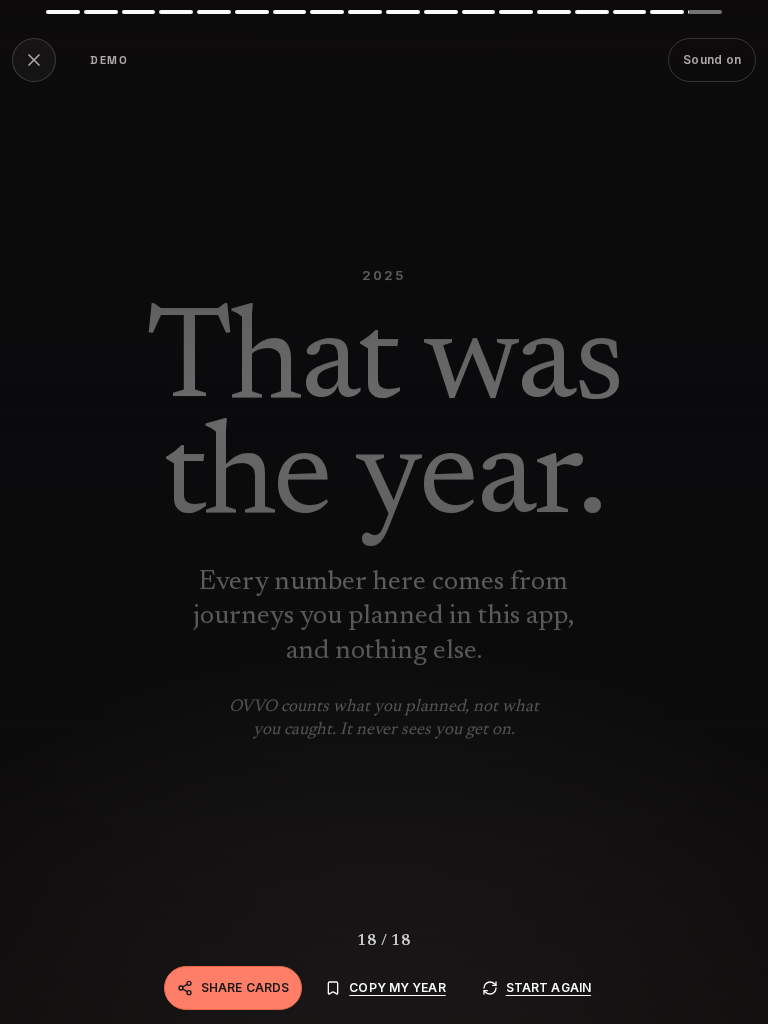 DEMO
Sound on
2025
That was
the year.
Every number here comes from
journeys you planned in this app,
and nothing else.
OVVO counts what you planned, not what
you caught. It never sees you get on.
18 / 18
SHARE CARDS
COPY MY YEAR
START AGAIN